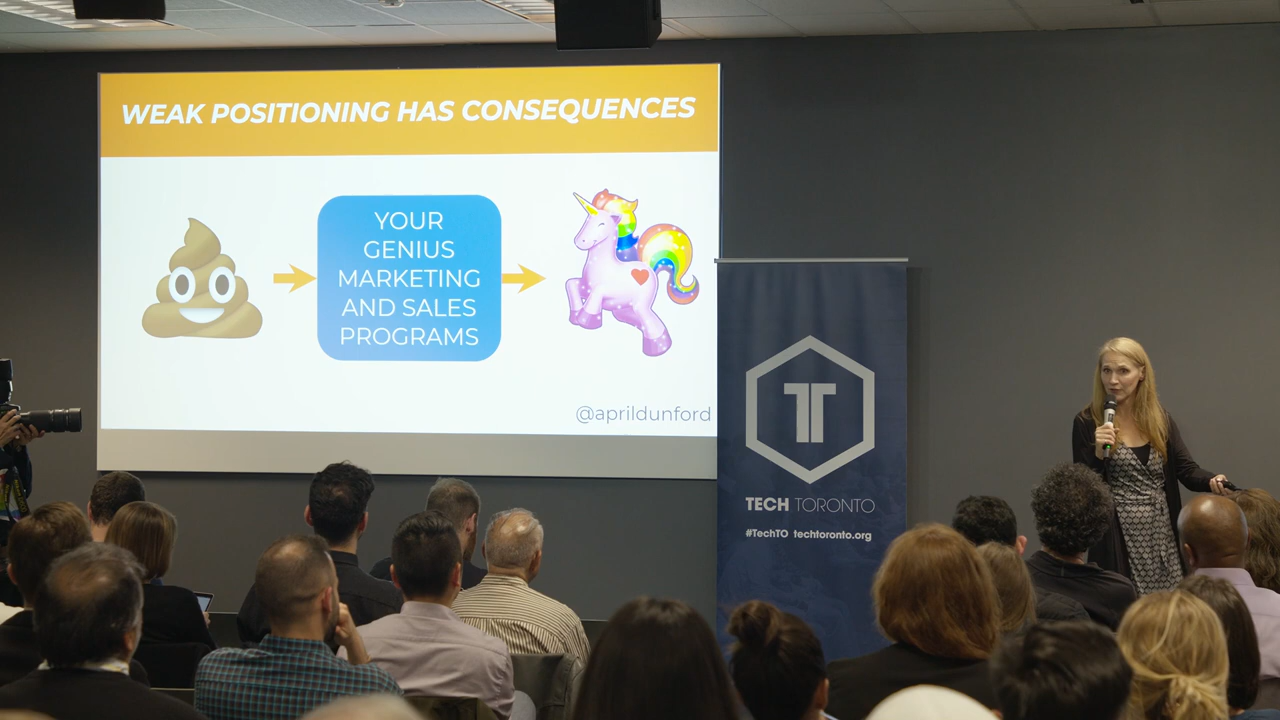 WEAK POSITIONING HAS CONSEQUENCES
YOUR
GENIUS
MARKETING
AND SALES
PROGRAMS
@aprildunford
TECH TORONTO
#TechTO techtoronto.org